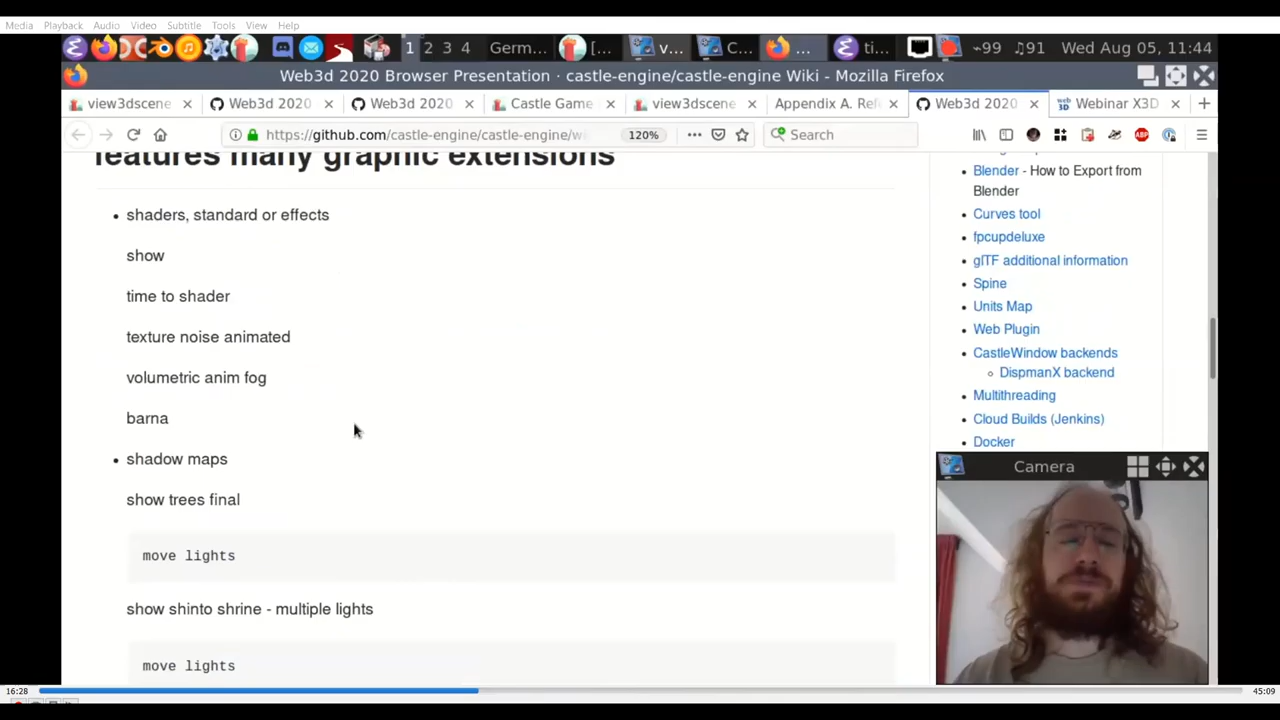 Media Playback Audio Video Subtitle Tools View Help
1 2 3 4 Germ... [... v... C... ... ti... 99 91 Wed Aug 05, 11:44
Web3d 2020 Browser Presentation · castle-engine/castle-engine Wiki - Mozilla Firefox
view3dscene Web3d 2020 Web3d 2020 Castle Game view3dscene Appendix A. Re Web3d 2020 Webinar X3D
https://github.com/castle-engine/castle-engine/w 120% Search
features many graphic extensions
shaders, standard or effects
show
time to shader
texture noise animated
volumetric anim fog
barna
shadow maps
show trees final
move lights
show shinto shrine - multiple lights
move lights
Blender - How to Export from
Blender
Curves tool
fpcupdeluxe
glTF additional information
Spine
Units Map
Web Plugin
CastleWindow backends
DispmanX backend
Multithreading
Cloud Builds (Jenkins)
Docker
Camera
16:28 45:09